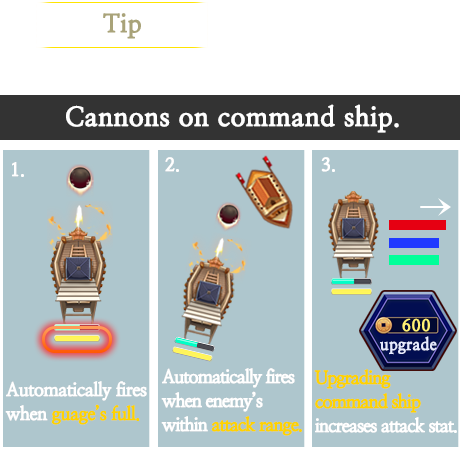 Tip
Cannons on command ship.
1.
Automatically fires
when guage's full.
2.
Automatically fires
when enemy's
within attack range.
3.
600
upgrade
Upgrading
command ship
increases attack stat.